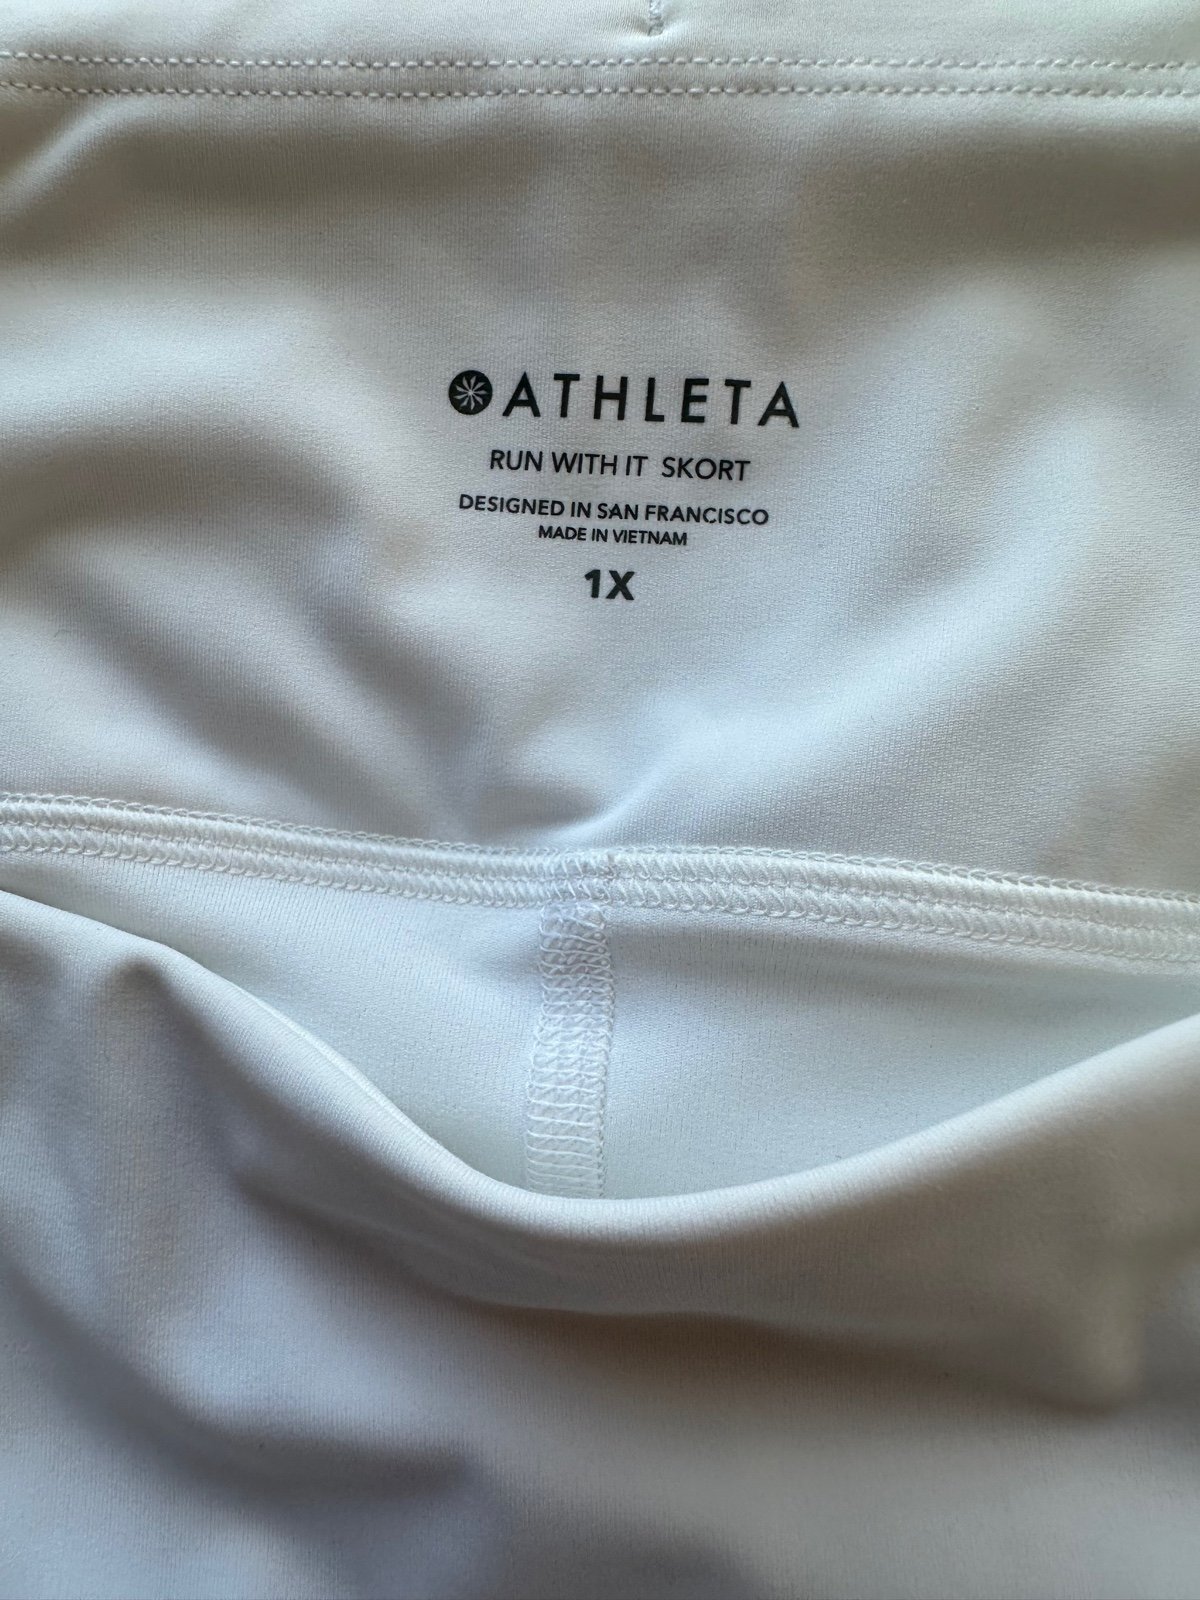 ATHLETA
RUN WITH IT SKORT
DESIGNED IN SAN FRANCISCO
MADE IN VIETNAM
1X